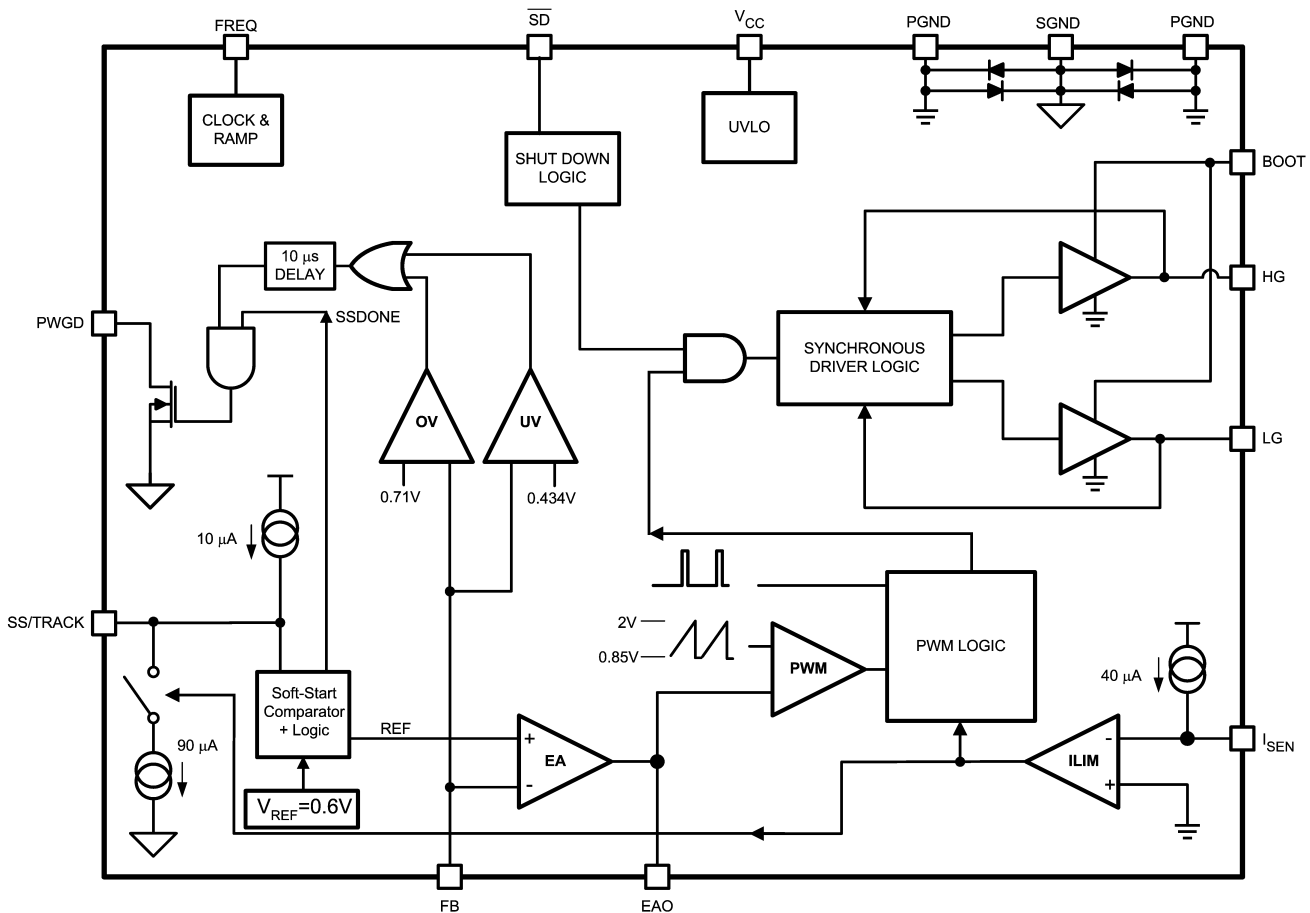 FREQ
SD
VCC
PGND
SGND
PGND
CLOCK &
RAMP
UVLO
SHUT DOWN
LOGIC
BOOT
10 μs
DELAY
HG
PWGD
SSDONE
SYNCHRONOUS
DRIVER LOGIC
OV
UV
LG
0.71V
0.434V
10 μA
SS/TRACK
2V
0.85V
PWM
PWM LOGIC
40 μA
Soft-Start
Comparator
+ Logic
REF
90 μA
+
EA
-
-
ILIM
+
ISEN
VREF=0.6V
FB
EAO